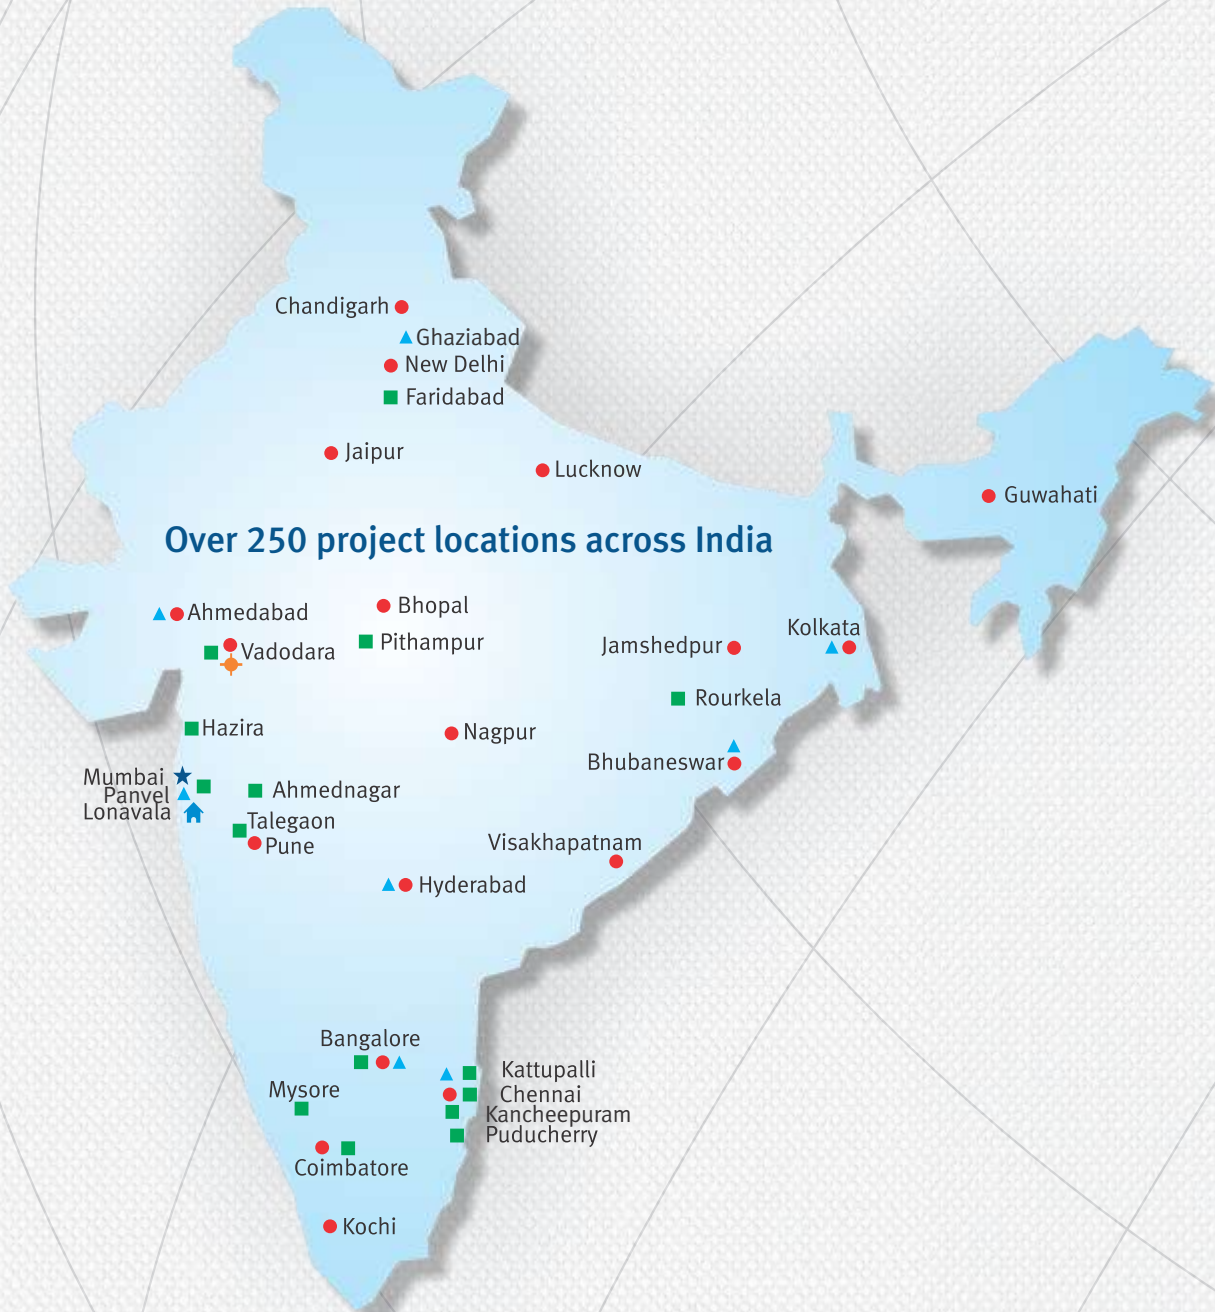 Chandigarh
Ghaziabad
New Delhi
Faridabad
Jaipur
Lucknow
Guwahati
Over 250 project locations across India
Ahmedabad
Bhopal
Kolkata
Vadodara
Pithampur
Jamshedpur
Rourkela
Hazira
Nagpur
Bhubaneswar
Mumbai
Panvel
Lonavala
Ahmednagar
Talegaon
Pune
Visakhapatnam
Hyderabad
Bangalore
Kattupalli
Mysore
Chennai
Kancheepuram
Puducherry
Coimbatore
Kochi